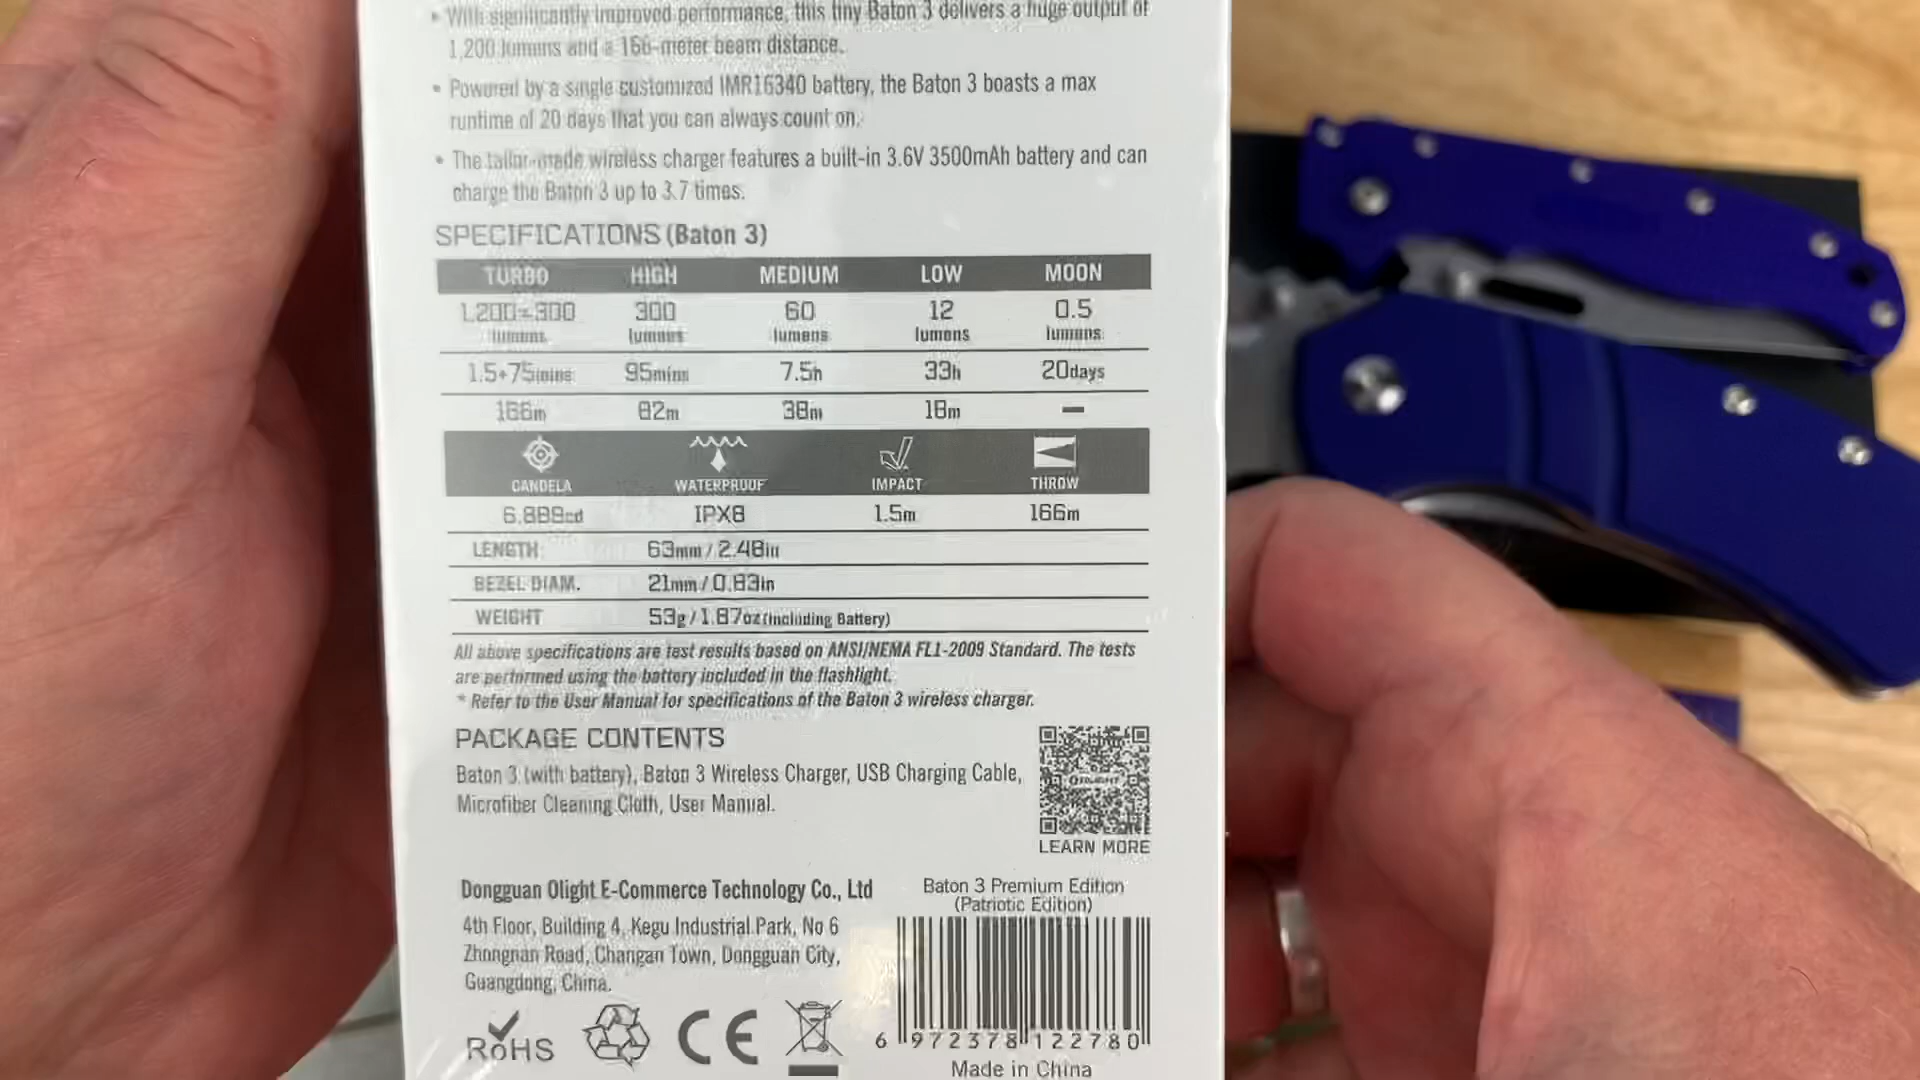 • With significantly improved performance, this tiny Baton 3 delivers a huge output of
1,200 lumens and a 166-meter beam distance.
• Powered by a single customized IMR16340 battery, the Baton 3 boasts a max
runtime of 20 days that you can always count on.
• The tailor-made wireless charger features a built-in 3.6V 3500mAh battery and can
charge the Baton 3 up to 3.7 times.
SPECIFICATIONS (Baton 3)
TURBO HIGH MEDIUM LOW MOON
1,200~300 300 60 12 0.5
lumens lumens lumens lumens lumens
1.5+75mins 95mins 7.5h 33h 20days
166m 82m 38m 18m —
CANDELA WATERPROOF IMPACT THROW
6,889cd IPX8 1.5m 166m
LENGTH 63mm / 2.48in
BEZEL DIAM. 21mm / 0.83in
WEIGHT 53g / 1.87oz (Including Battery)
All above specifications are test results based on ANSI/NEMA FL1-2009 Standard. The tests
are performed using the battery included in the flashlight.
* Refer to the User Manual for specifications of the Baton 3 wireless charger.
PACKAGE CONTENTS
Baton 3 (with battery), Baton 3 Wireless Charger, USB Charging Cable,
Microfiber Cleaning Cloth, User Manual.
OLIGHT
LEARN MORE
Dongguan Olight E-Commerce Technology Co., Ltd
4th Floor, Building 4, Kegu Industrial Park, No 6
Zhongnan Road, Changan Town, Dongguan City,
Guangdong, China.
Baton 3 Premium Edition
(Patriotic Edition)
RoHS CE
6 972378 122780
Made in China